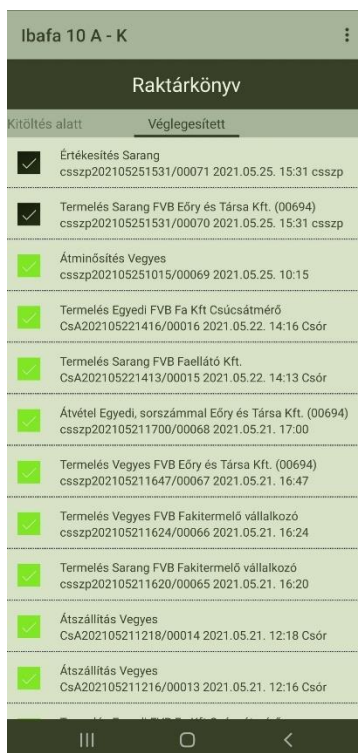 Ibafa 10 A - K
Raktárkönyv
Kitöltés alatt Véglegesített
Értékesítés Sarang
csszp202105251531/00071 2021.05.25. 15:31 csszp
Termelés Sarang FVB Eőry és Társa Kft. (00694)
csszp202105251531/00070 2021.05.25. 15:31 csszp
Átminősítés Vegyes
csszp202105251015/00069 2021.05.25. 10:15
Termelés Egyedi FVB Fa Kft Csúcsátmérő
CsA202105221416/00016 2021.05.22. 14:16 Csór
Termelés Sarang FVB Faellátó Kft.
CsA202105221413/00015 2021.05.22. 14:13 Csór
Átvétel Egyedi, sorszámmal Eőry és Társa Kft. (00694)
csszp202105211700/00068 2021.05.21. 17:00
Termelés Vegyes FVB Eőry és Társa Kft. (00694)
csszp202105211647/00067 2021.05.21. 16:47
Termelés Vegyes FVB Fakitermelő vállalkozó
csszp202105211624/00066 2021.05.21. 16:24
Termelés Sarang FVB Fakitermelő vállalkozó
csszp202105211620/00065 2021.05.21. 16:20
Átszállítás Vegyes
CsA202105211218/00014 2021.05.21. 12:18 Csór
Átszállítás Vegyes
CsA202105211216/00013 2021.05.21. 12:16 Csór